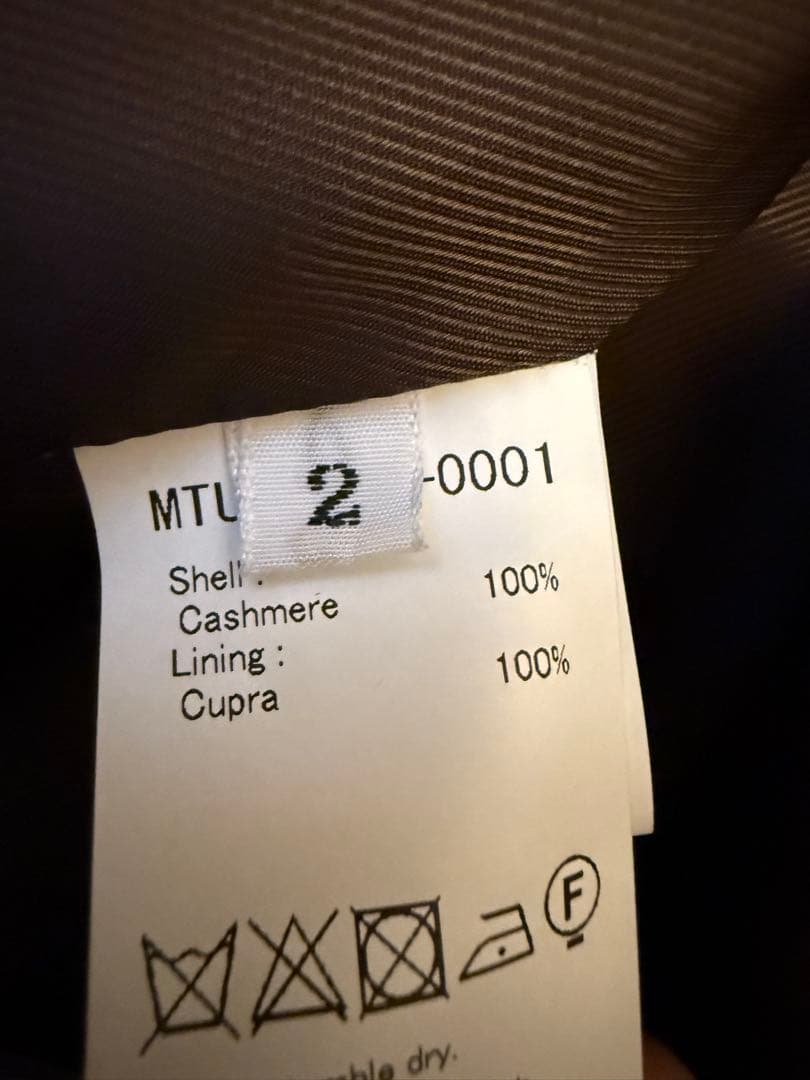 2
MTU -0001
Shell :
Cashmere 100%
Lining :
Cupra 100%
F
dry.